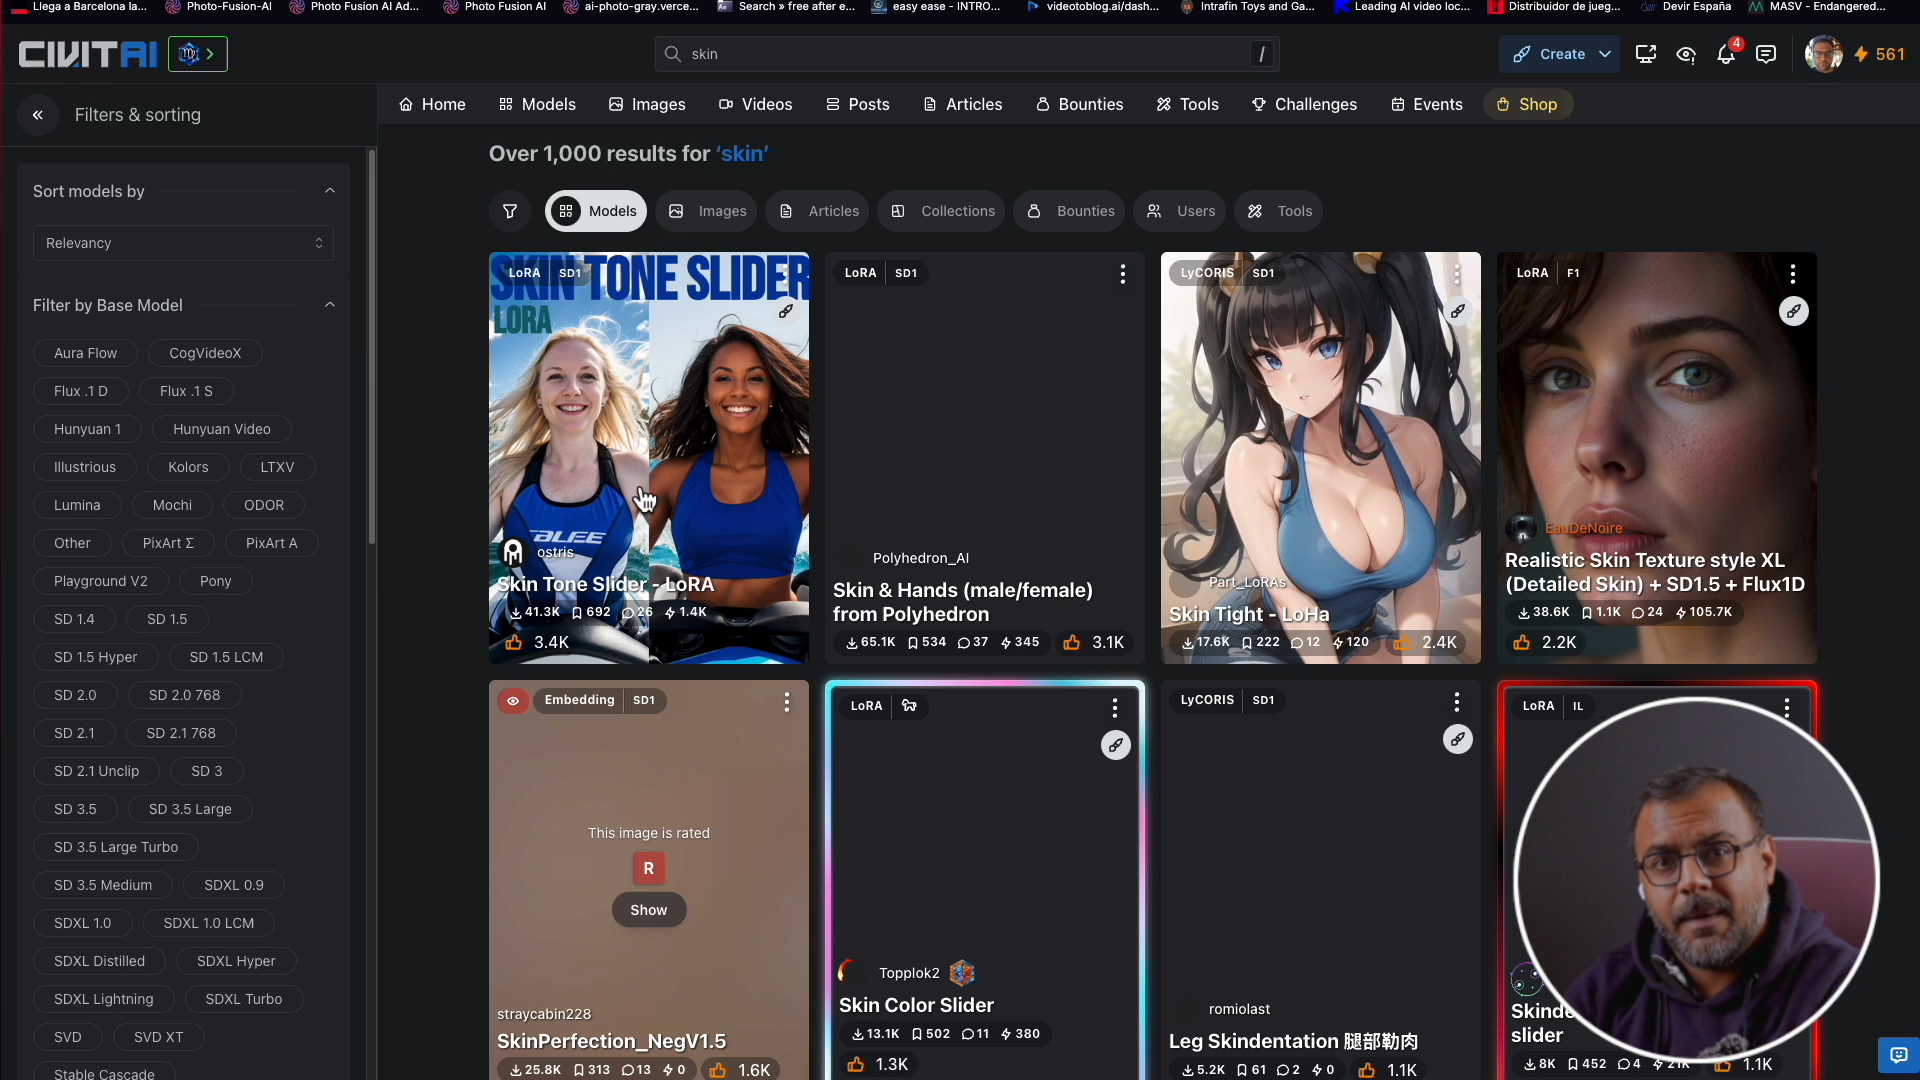 Llega a Barcelona la...
Photo-Fusion-AI
Photo Fusion AI Ad...
Photo Fusion AI
ai-photo-gray.verce...
Search » free after e...
easy ease - INTRO...
videotoblog.ai/dash...
Intrafin Toys and Ga...
Leading AI video loc...
Distribuidor de jueg...
Devir España
MASV - Endangered...
CIVITAI
skin
/
Create
4
561
Filters & sorting
Home
Models
Images
Videos
Posts
Articles
Bounties
Tools
Challenges
Events
Shop
Over 1,000 results for ‘skin’
Models
Images
Articles
Collections
Bounties
Users
Tools
Sort models by
Relevancy
Filter by Base Model
Aura Flow
CogVideoX
Flux .1 D
Flux .1 S
Hunyuan 1
Hunyuan Video
Illustrious
Kolors
LTXV
Lumina
Mochi
ODOR
Other
PixArt Σ
PixArt A
Playground V2
Pony
SD 1.4
SD 1.5
SD 1.5 Hyper
SD 1.5 LCM
SD 2.0
SD 2.0 768
SD 2.1
SD 2.1 768
SD 2.1 Unclip
SD 3
SD 3.5
SD 3.5 Large
SD 3.5 Large Turbo
SD 3.5 Medium
SDXL 0.9
SDXL 1.0
SDXL 1.0 LCM
SDXL Distilled
SDXL Hyper
SDXL Lightning
SDXL Turbo
SVD
SVD XT
Stable Cascade
LoRA SD1
SKIN TONE SLIDER
LORA
ostris
Skin Tone Slider - LoRA
41.3K 692 26 1.4K
3.4K
LoRA SD1
Polyhedron_AI
Skin & Hands (male/female)
from Polyhedron
65.1K 534 37 345 3.1K
LyCORIS SD1
Part_LoRAs
Skin Tight - LoHa
17.6K 222 12 120 2.4K
LoRA F1
EauDeNoire
Realistic Skin Texture style XL
(Detailed Skin) + SD1.5 + Flux1D
38.6K 1.1K 24 105.7K
2.2K
Embedding SD1
This image is rated
R
Show
straycabin228
SkinPerfection_NegV1.5
25.8K 313 13 0 1.6K
LoRA
Topplok2
Skin Color Slider
13.1K 502 11 380
1.3K
LyCORIS SD1
romiolast
Leg Skindentation 腿部勒肉
5.2K 61 2 0 1.1K
LoRA IL
slider
8K 452 4 21K 1.1K